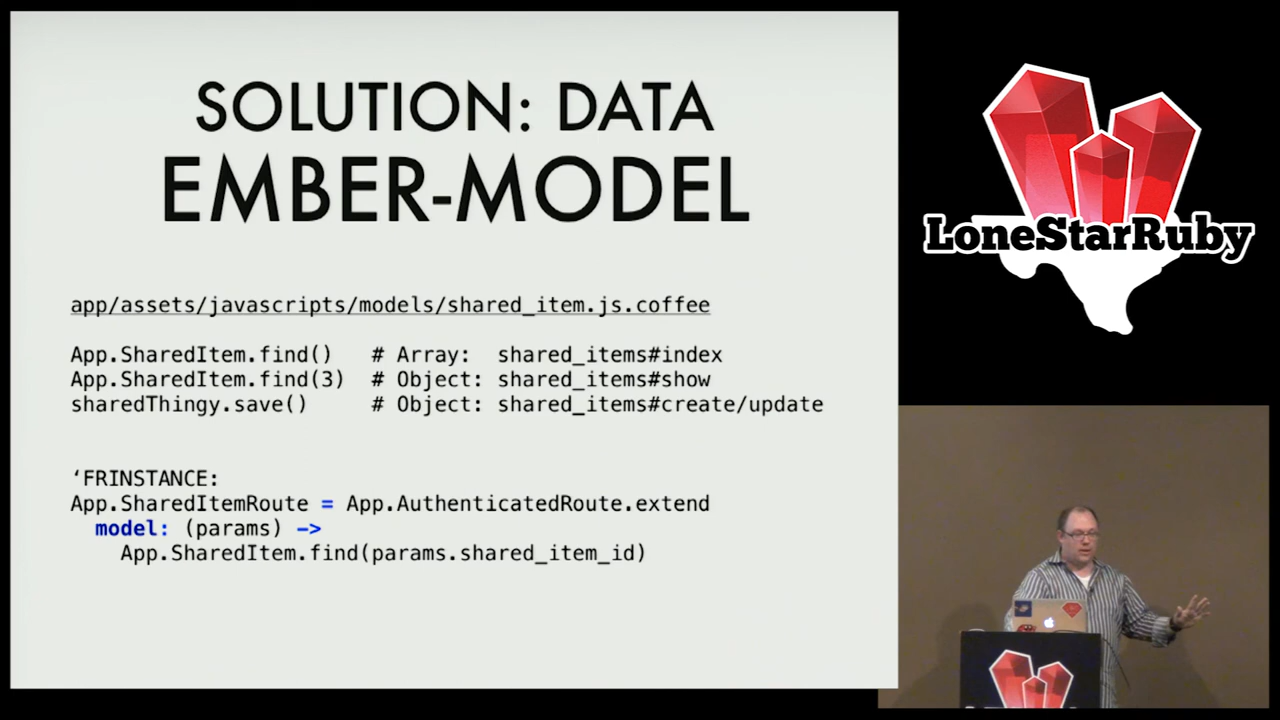 SOLUTION: DATA
EMBER-MODEL
app/assets/javascripts/models/shared_item.js.coffee
App.SharedItem.find()   # Array:  shared_items#index
App.SharedItem.find(3)  # Object: shared_items#show
sharedThingy.save()     # Object: shared_items#create/update
‘FRINSTANCE:
App.SharedItemRoute = App.AuthenticatedRoute.extend
  model: (params) ->
    App.SharedItem.find(params.shared_item_id)
LoneStarRuby